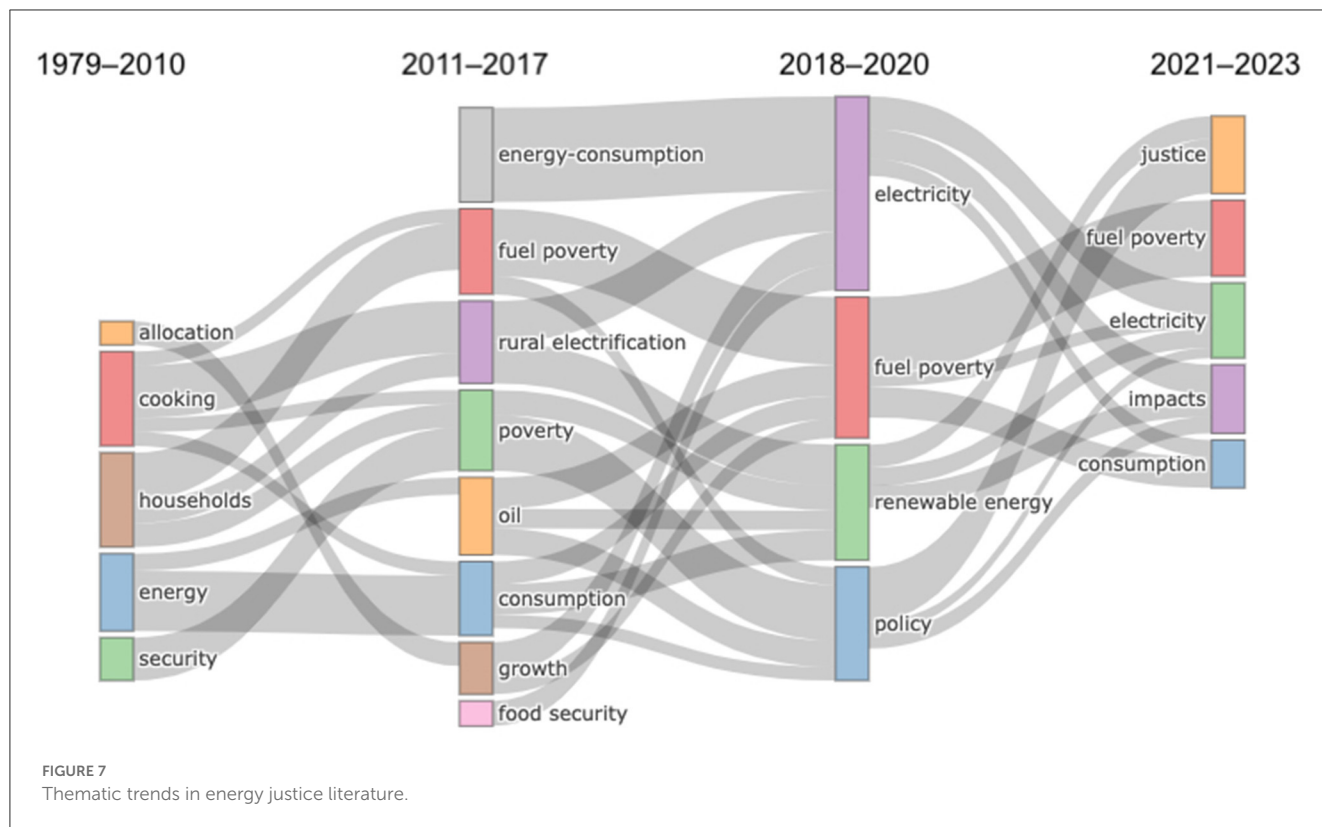 1979–2010
2011–2017
2018–2020
2021–2023
allocation
cooking
households
energy
security
energy-consumption
fuel poverty
rural electrification
poverty
oil
consumption
growth
food security
electricity
fuel poverty
renewable energy
policy
justice
fuel poverty
electricity
impacts
consumption
FIGURE 7
Thematic trends in energy justice literature.